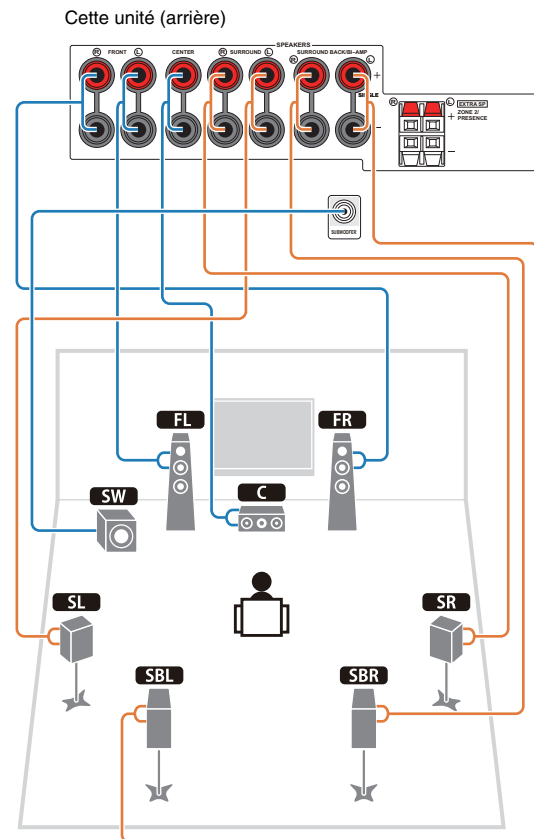 Cette unité (arrière)
SPEAKERS
R FRONT L CENTER R SURROUND L SURROUND BACK/BI-AMP
R L
+
SINGLE
-
R L EXTRA SP
ZONE 2/
PRESENCE
+
-
SUBWOOFER
FL FR
SW C
SL SR
SBL SBR